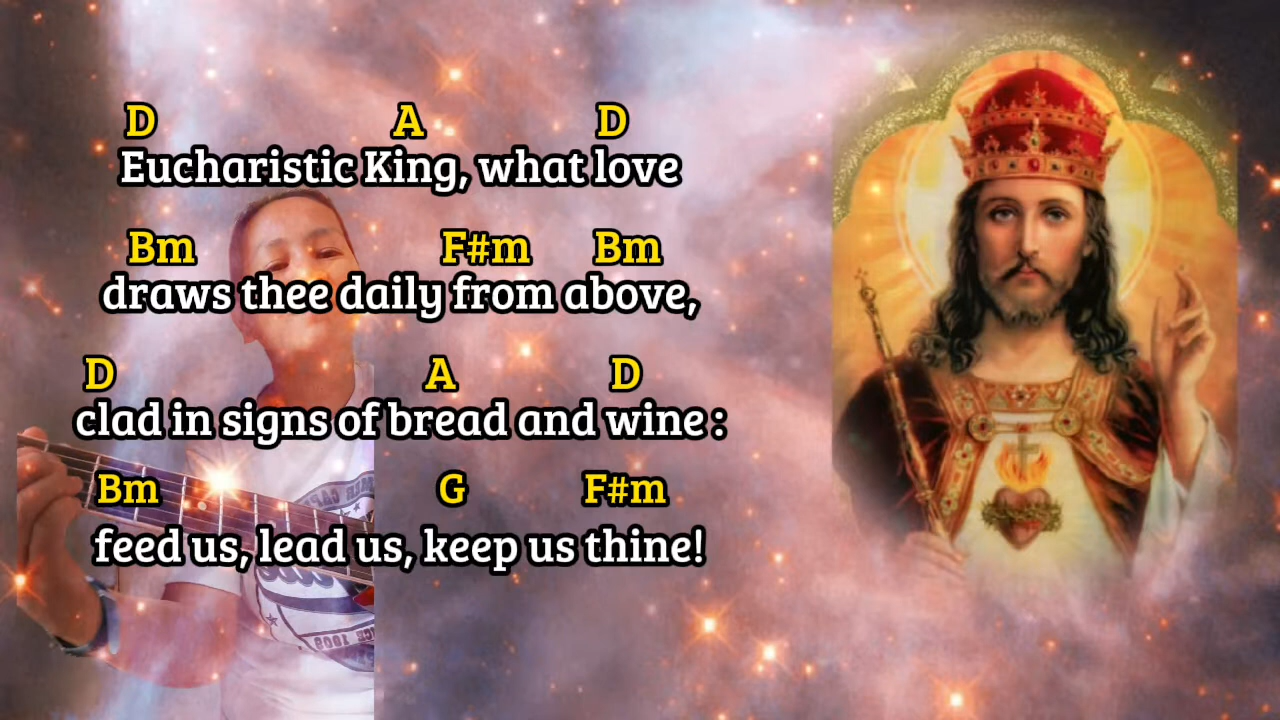 D A D
Eucharistic King, what love
Bm F#m Bm
draws thee daily from above,
D A D
clad in signs of bread and wine :
Bm G F#m
feed us, lead us, keep us thine!